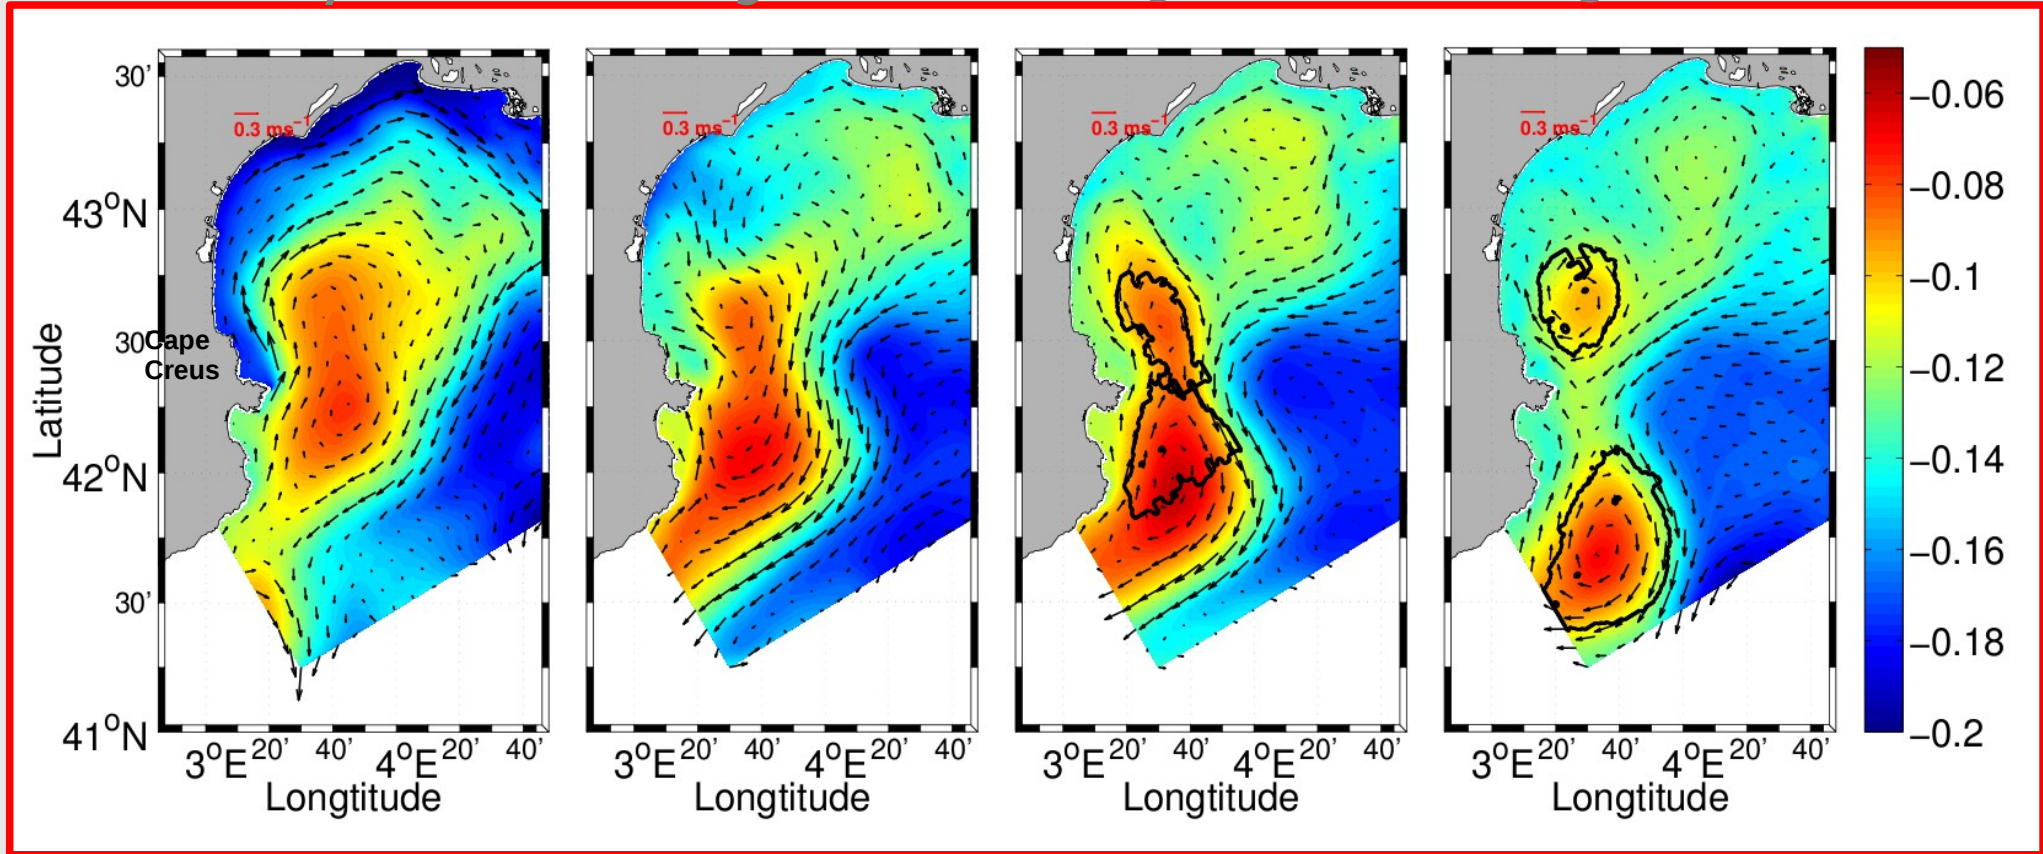 0.3 ms⁻¹ 0.3 ms⁻¹ 0.3 ms⁻¹ 0.3 ms⁻¹
Latitude
30'
43°N
30'
42°N
30'
41°N
Cape
Creus
3°E 20' 40' 4°E 20' 40'
Longtitude
3°E 20' 40' 4°E 20' 40'
Longtitude
3°E 20' 40' 4°E 20' 40'
Longtitude
3°E 20' 40' 4°E 20' 40'
Longtitude
−0.06
−0.08
−0.1
−0.12
−0.14
−0.16
−0.18
−0.2